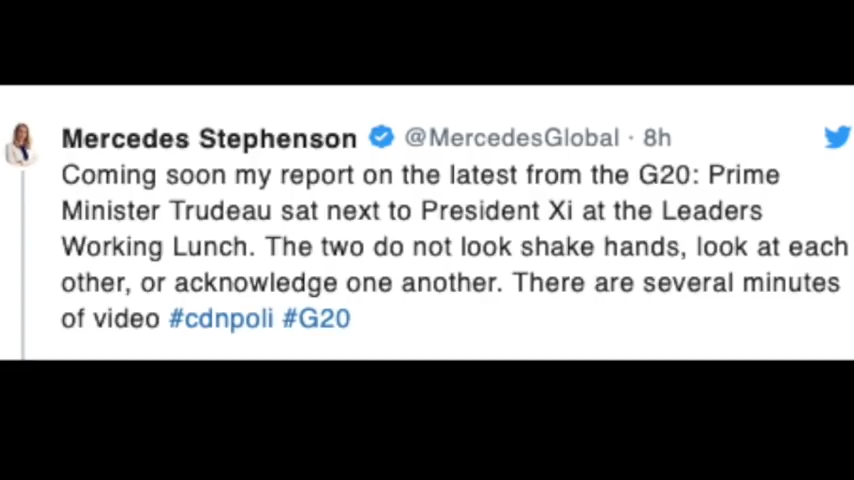 Mercedes Stephenson @MercedesGlobal · 8h
Coming soon my report on the latest from the G20: Prime
Minister Trudeau sat next to President Xi at the Leaders
Working Lunch. The two do not look shake hands, look at each
other, or acknowledge one another. There are several minutes
of video #cdnpoli #G20